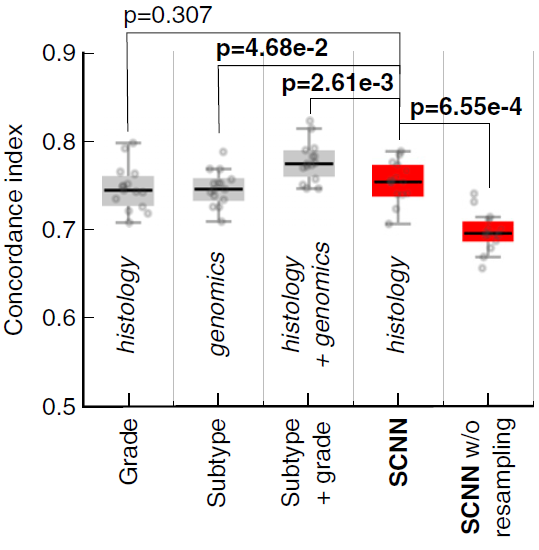 p=0.307
p=4.68e-2
p=2.61e-3
p=6.55e-4
Concordance index
0.9
0.8
0.7
0.6
0.5
histology
genomics
histology
+ genomics
histology
Grade
Subtype
Subtype
+ grade
SCNN
SCNN w/o
resampling